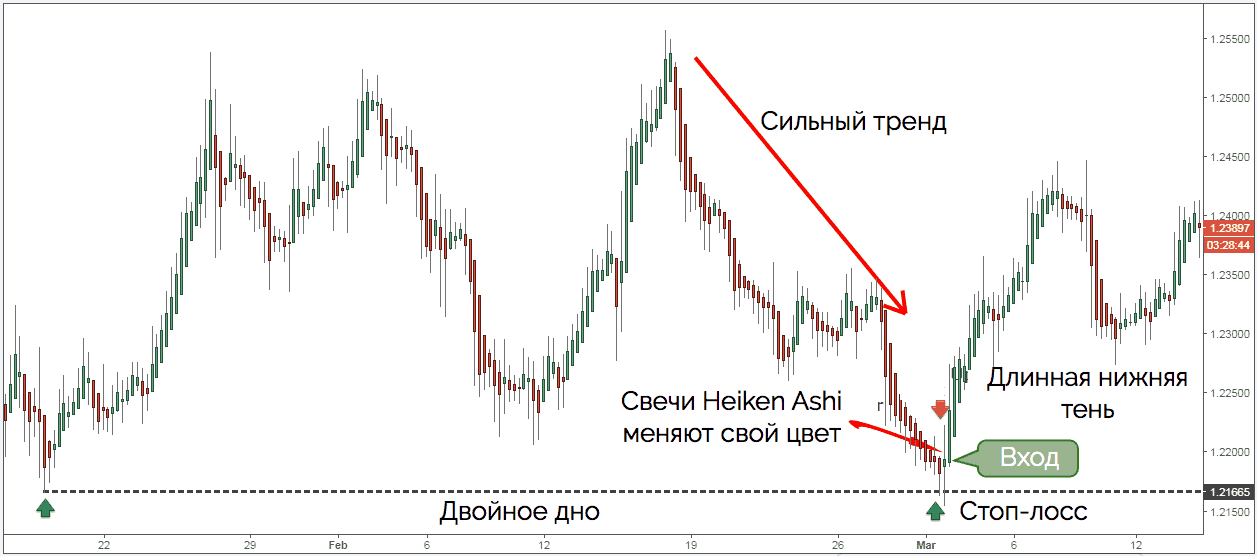 1.25500
1.25000
Сильный тренд
1.24500
1.24000
1.23897
03:28:44
1.23500
1.23000
Длинная нижняя
тень
1.22500
Свечи Heiken Ashi
меняют свой цвет
r
1.22000
Вход
1.21665
1.21500
Двойное дно
Стоп-лосс
22
29
Feb
6
12
19
26
Mar
6
12